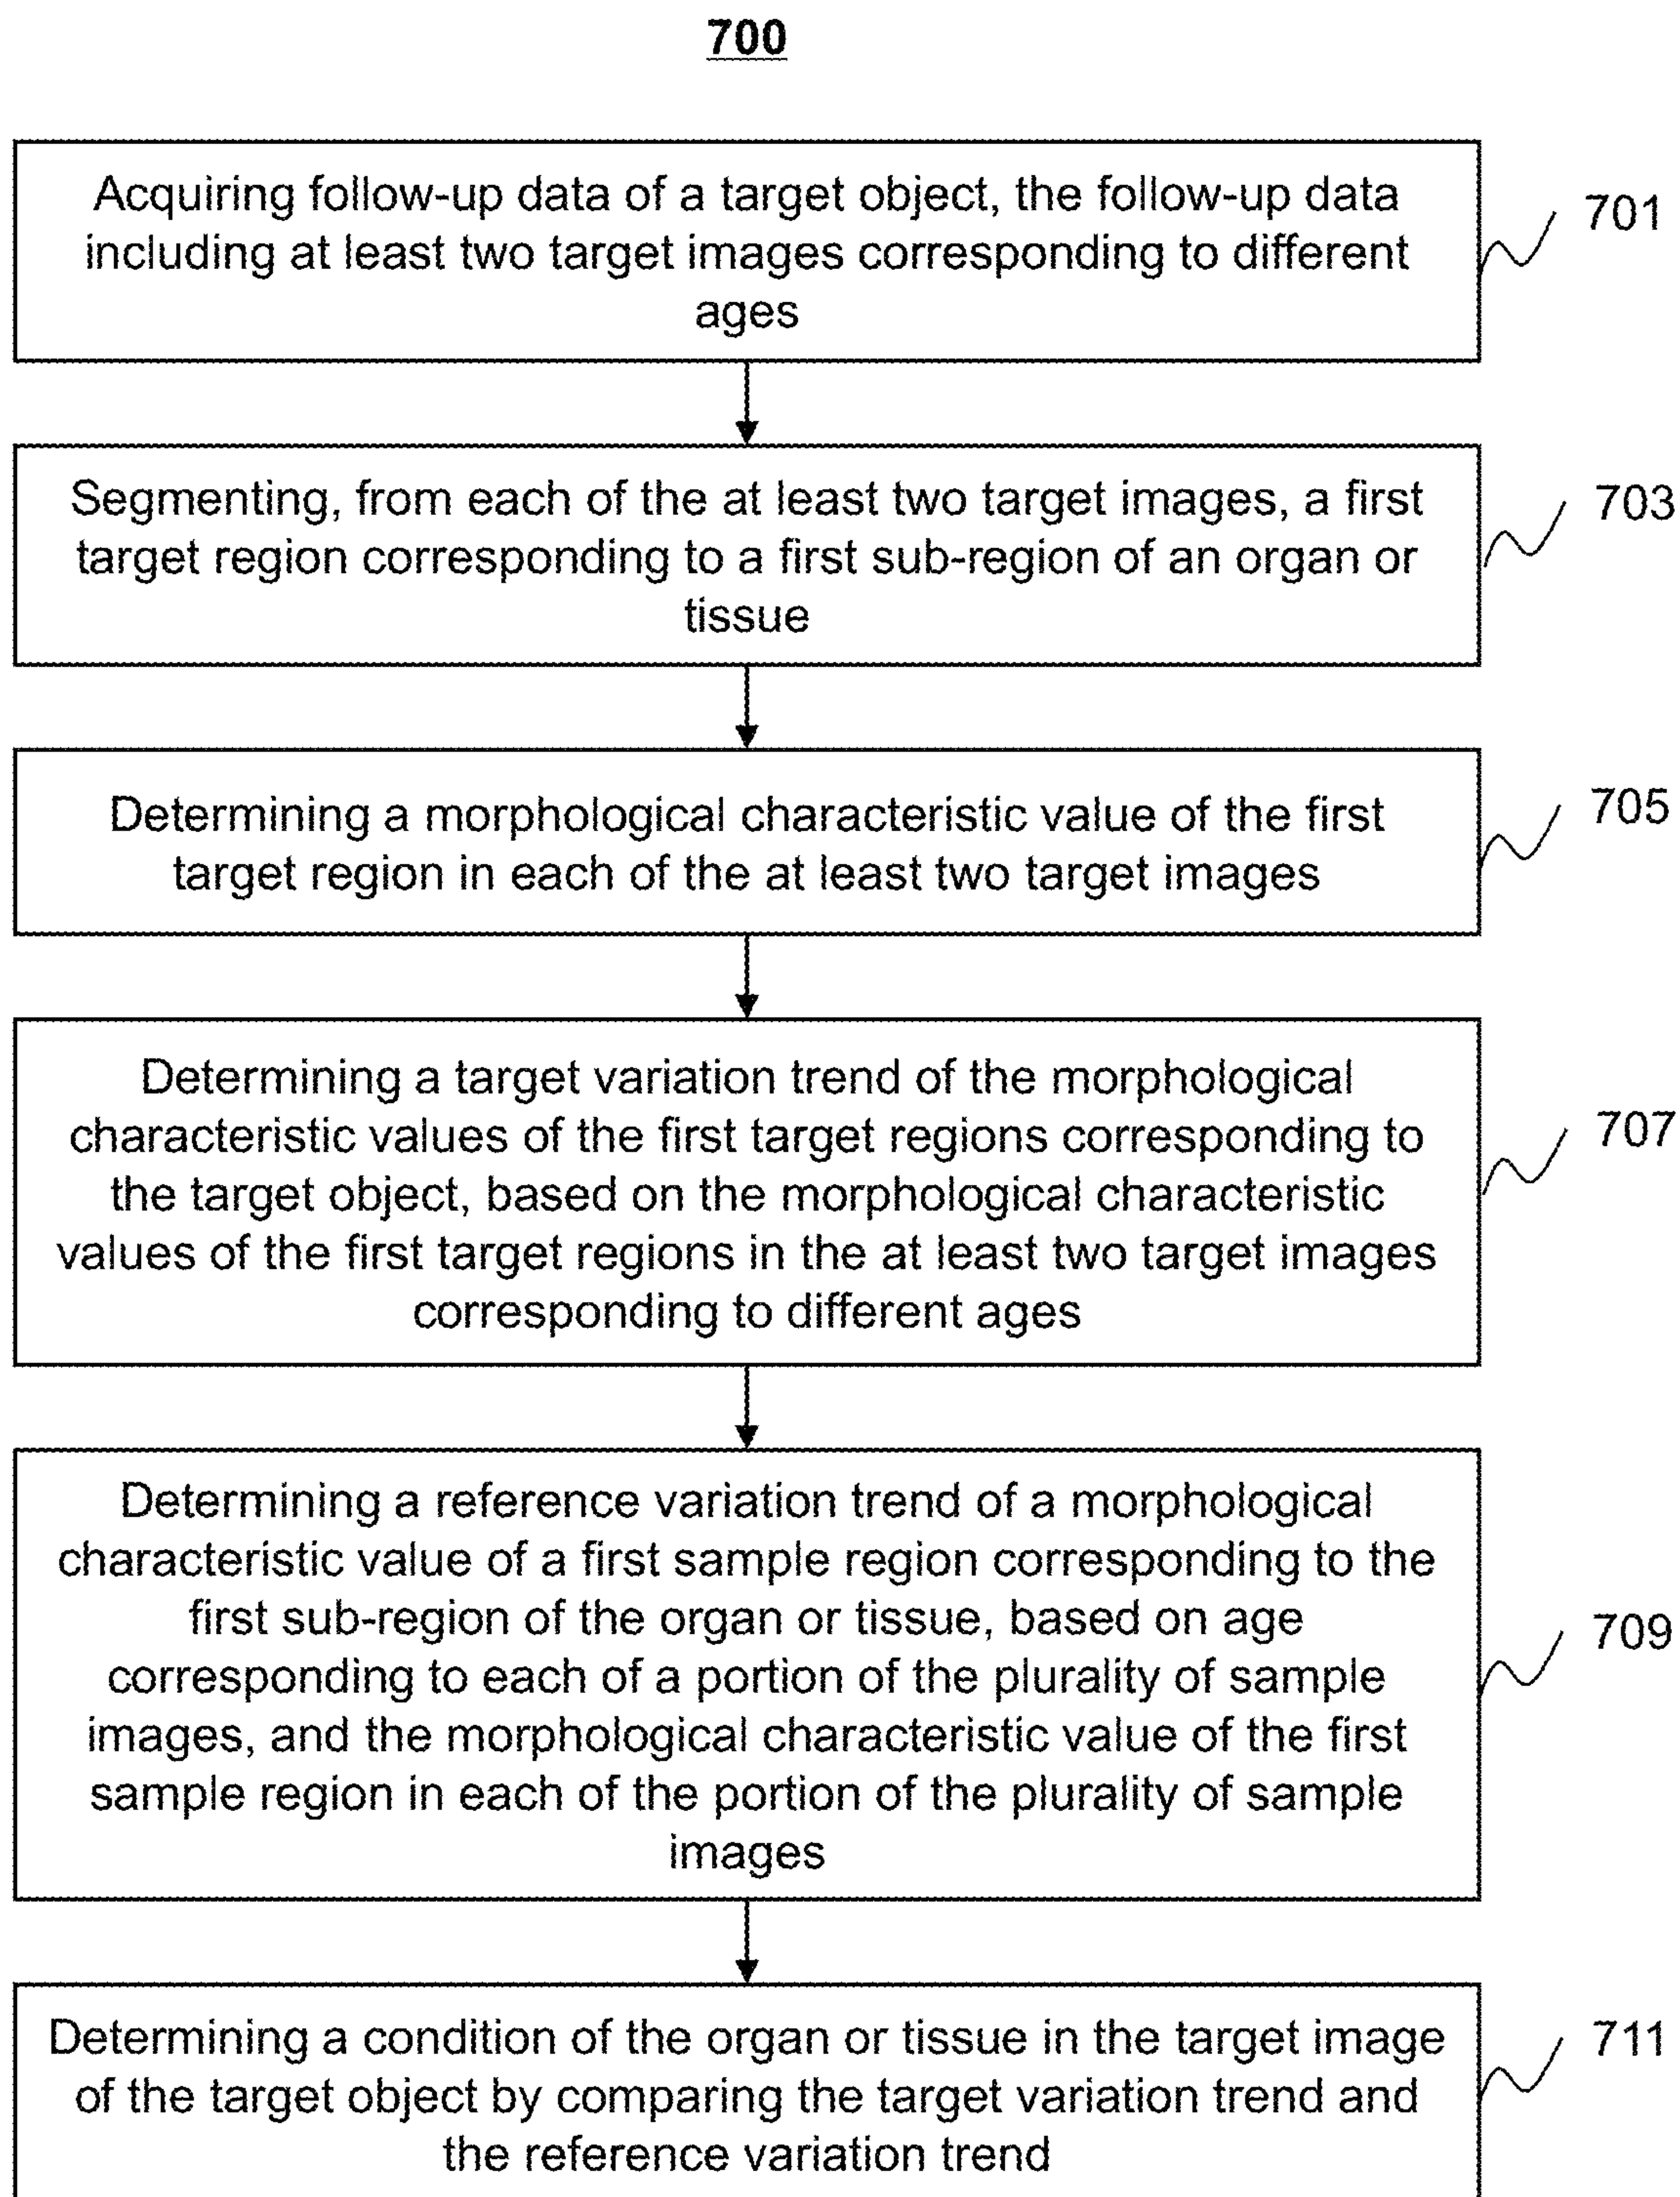 700
Acquiring follow-up data of a target object, the follow-up data
including at least two target images corresponding to different
ages
701
Segmenting, from each of the at least two target images, a first
target region corresponding to a first sub-region of an organ or
tissue
703
Determining a morphological characteristic value of the first
target region in each of the at least two target images
705
Determining a target variation trend of the morphological
characteristic values of the first target regions corresponding to
the target object, based on the morphological characteristic
values of the first target regions in the at least two target images
corresponding to different ages
707
Determining a reference variation trend of a morphological
characteristic value of a first sample region corresponding to the
first sub-region of the organ or tissue, based on age
corresponding to each of a portion of the plurality of sample
images, and the morphological characteristic value of the first
sample region in each of the portion of the plurality of sample
images
709
Determining a condition of the organ or tissue in the target image
of the target object by comparing the target variation trend and
the reference variation trend
711